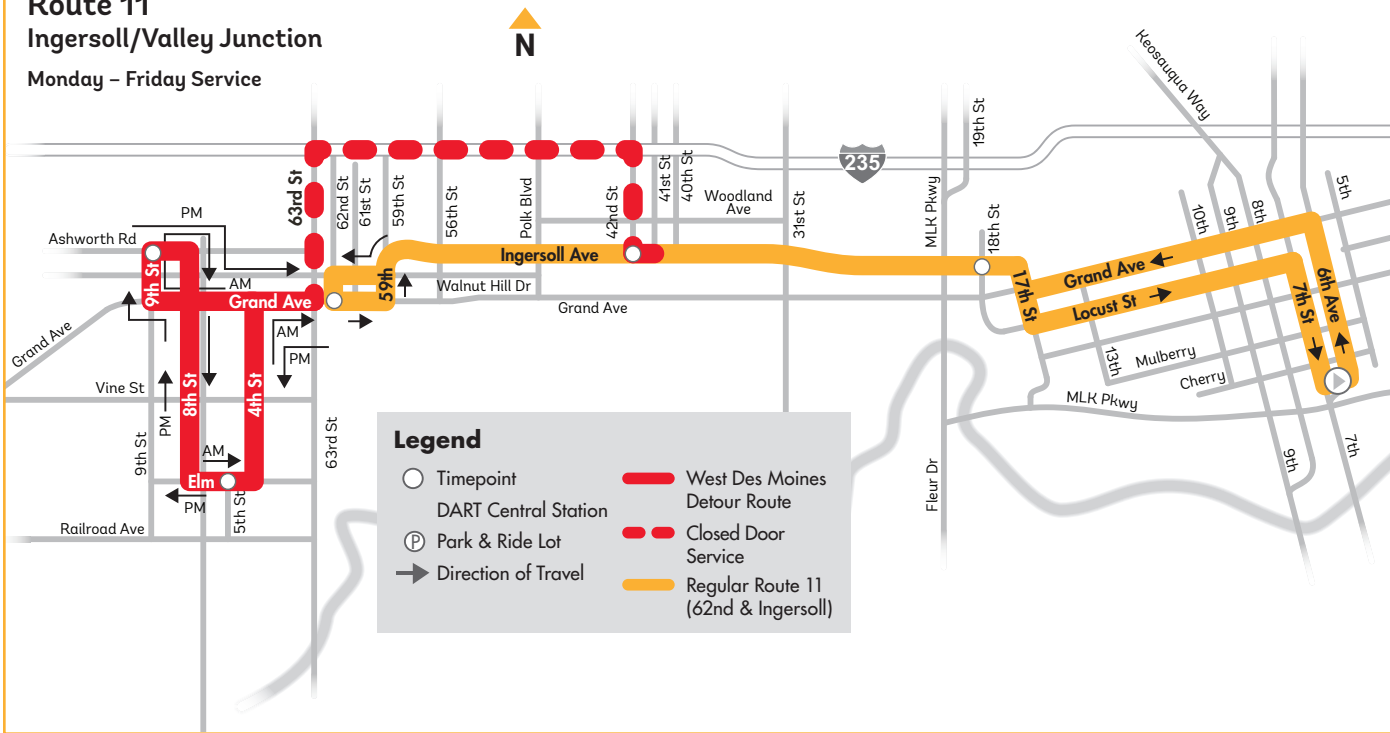 Route 11
Ingersoll/Valley Junction
Monday – Friday Service
N
Keosauqua Way
19th St
235
63rd St
62nd St
61st St
59th St
56th St
Polk Blvd
42nd St
41st St
40th St
Woodland
Ave
31st St
MLK Pkwy
18th St
10th
9th
8th
5th
PM
Ashworth Rd
AM
9th St
Grand Ave
59th
Ingersoll Ave
Walnut Hill Dr
Grand Ave
17th St
Grand Ave
Locust St
7th St
6th Ave
Grand Ave
AM
PM
13th
Mulberry
Cherry
MLK Pkwy
Vine St
8th St
4th St
PM
9th St
63rd St
AM
Elm
PM
5th St
Railroad Ave
Fleur Dr
9th
7th
Legend
Timepoint
DART Central Station
P Park & Ride Lot
Direction of Travel
West Des Moines
Detour Route
Closed Door
Service
Regular Route 11
(62nd & Ingersoll)